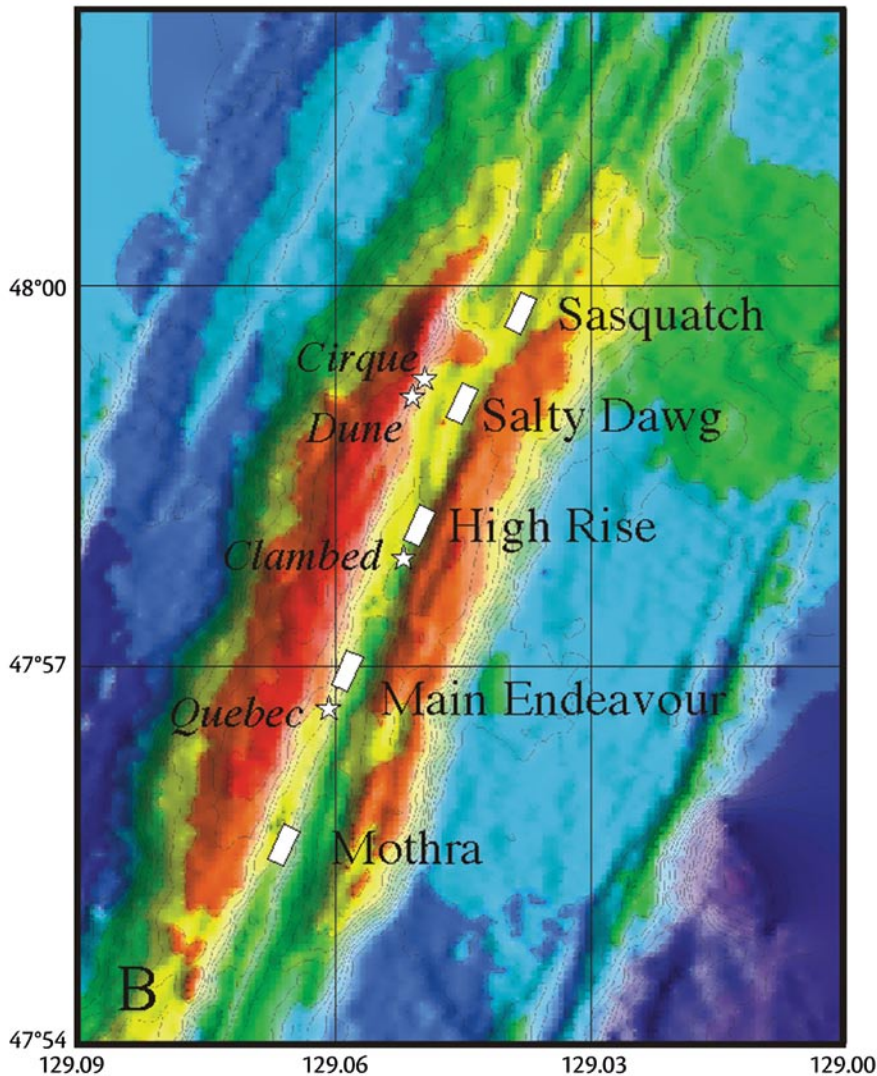 48°00
Sasquatch
Cirque
Dune
Salty Dawg
High Rise
Clambed
47°57
Main Endeavour
Quebec
Mothra
B
47°54
129.09 129.06 129.03 129.00